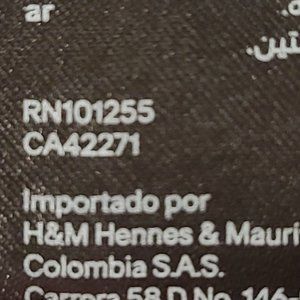 ar
RN101255
CA42271
Importado por
H&M Hennes & Mauri
Colombia S.A.S.
Carrera 58 D No. 146